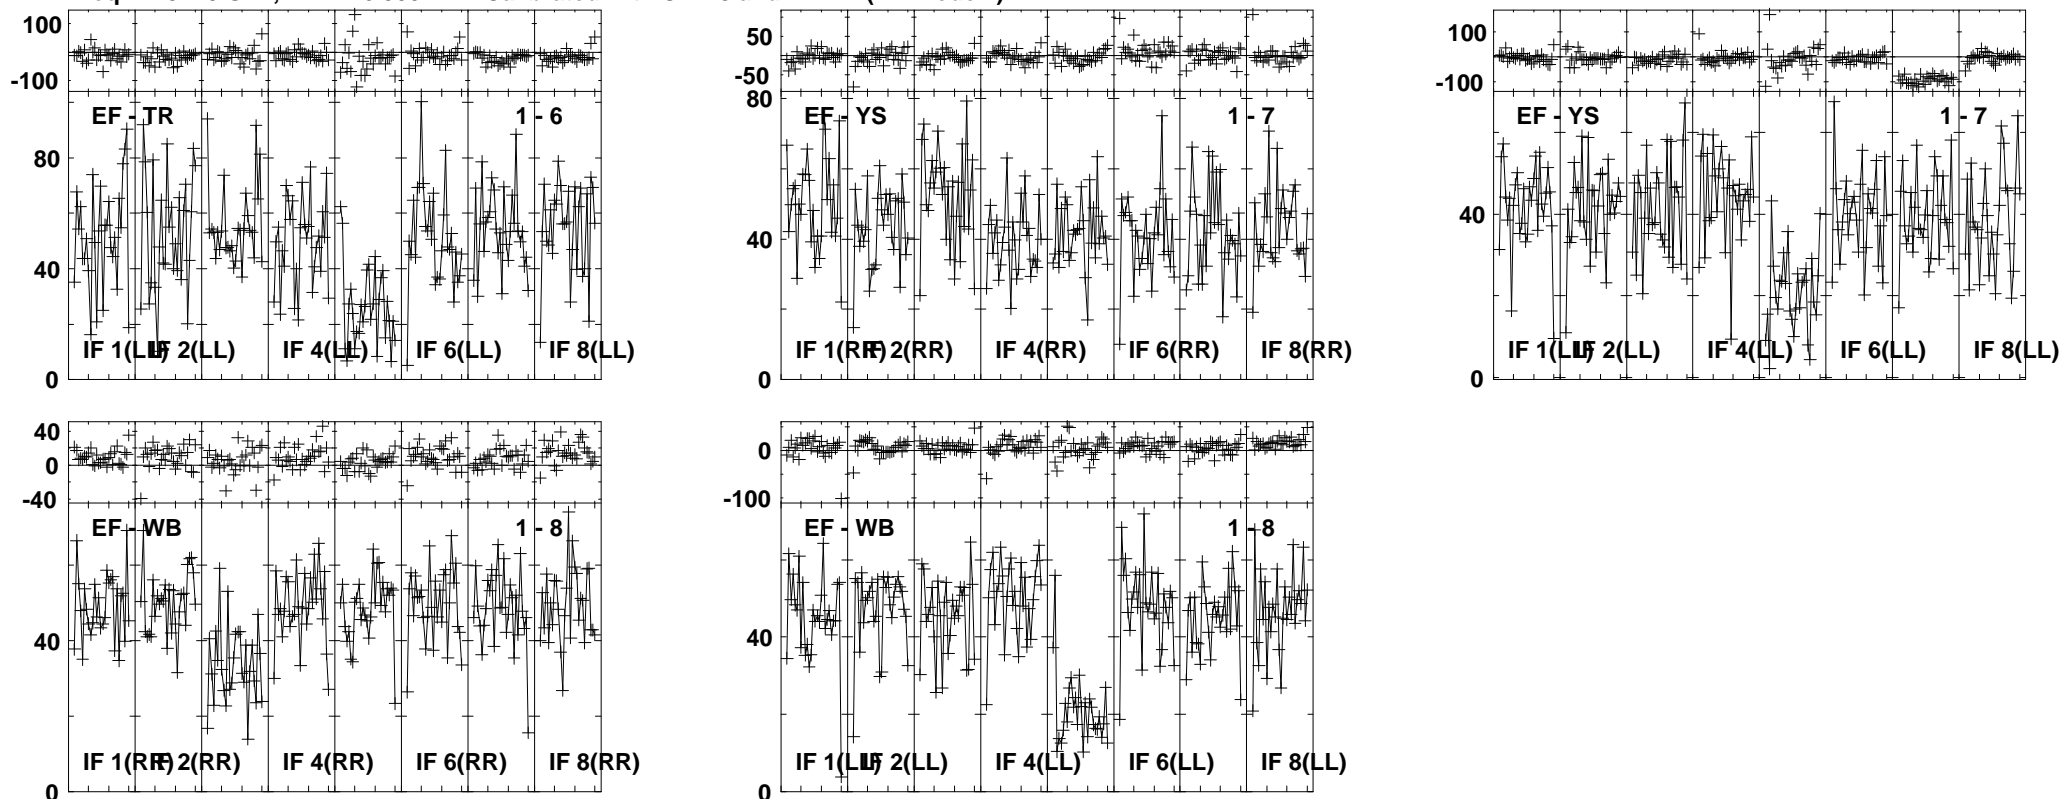 100
-100
EF - TR 1 - 6
80
40
0
IF 1(LL) IF 2(LL) IF 4(LL) IF 6(LL) IF 8(LL)
50
-50
80
EF - YS 1 - 7
40
0
IF 1(RR) IF 2(RR) IF 4(RR) IF 6(RR) IF 8(RR)
100
-100
EF - YS 1 - 7
40
0
IF 1(LL) IF 2(LL) IF 4(LL) IF 6(LL) IF 8(LL)
40
0
-40
EF - WB 1 - 8
40
0
IF 1(RR) IF 2(RR) IF 4(RR) IF 6(RR) IF 8(RR)
0
-100
EF - WB 1 - 8
40
0
IF 1(LL) IF 2(LL) IF 4(LL) IF 6(LL) IF 8(LL)